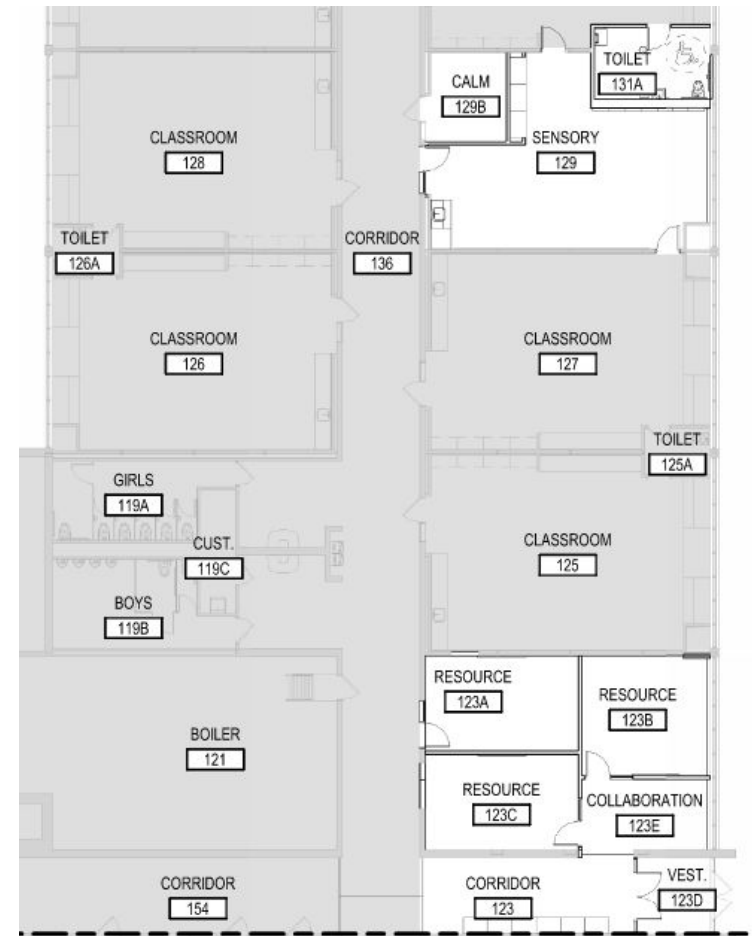 TOILET
131A
CALM
129B
CLASSROOM
128
SENSORY
129
TOILET
126A
CORRIDOR
136
CLASSROOM
126
CLASSROOM
127
TOILET
125A
GIRLS
119A
CUST.
119C
CLASSROOM
125
BOYS
119B
RESOURCE
123A
RESOURCE
123B
BOILER
121
RESOURCE
123C
COLLABORATION
123E
CORRIDOR
154
CORRIDOR
123
VEST.
123D